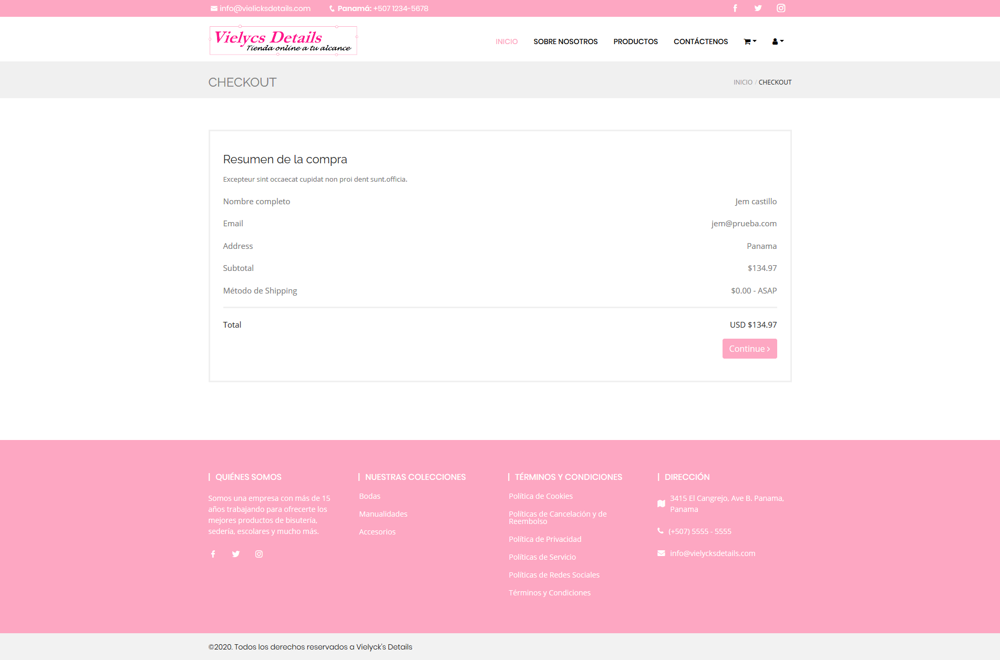 info@vielicksdetails.com Panamá: +507 1234-5678
Vielycs Details
Tienda online a tu alcance
INICIO SOBRE NOSOTROS PRODUCTOS CONTÁCTENOS
CHECKOUT
INICIO / CHECKOUT
Resumen de la compra
Excepteur sint occaecat cupidat non proi dent sunt.officia.
Nombre completo Jem castillo
Email jem@prueba.com
Address Panama
Subtotal $134.97
Método de Shipping $0.00 - ASAP
Total USD $134.97
Continue >
QUIÉNES SOMOS
Somos una empresa con más de 15
años trabajando para ofrecerte los
mejores productos de bisutería,
sedería, escolares y mucho más.
NUESTRAS COLECCIONES
Bodas
Manualidades
Accesorios
TÉRMINOS Y CONDICIONES
Política de Cookies
Políticas de Cancelación y de
Reembolso
Política de Privacidad
Políticas de Servicio
Políticas de Redes Sociales
Términos y Condiciones
DIRECCIÓN
3415 El Cangrejo, Ave B. Panama,
Panama
(+507) 5555 - 5555
info@vielycksdetails.com
©2020. Todos los derechos reservados a Vielyck's Details